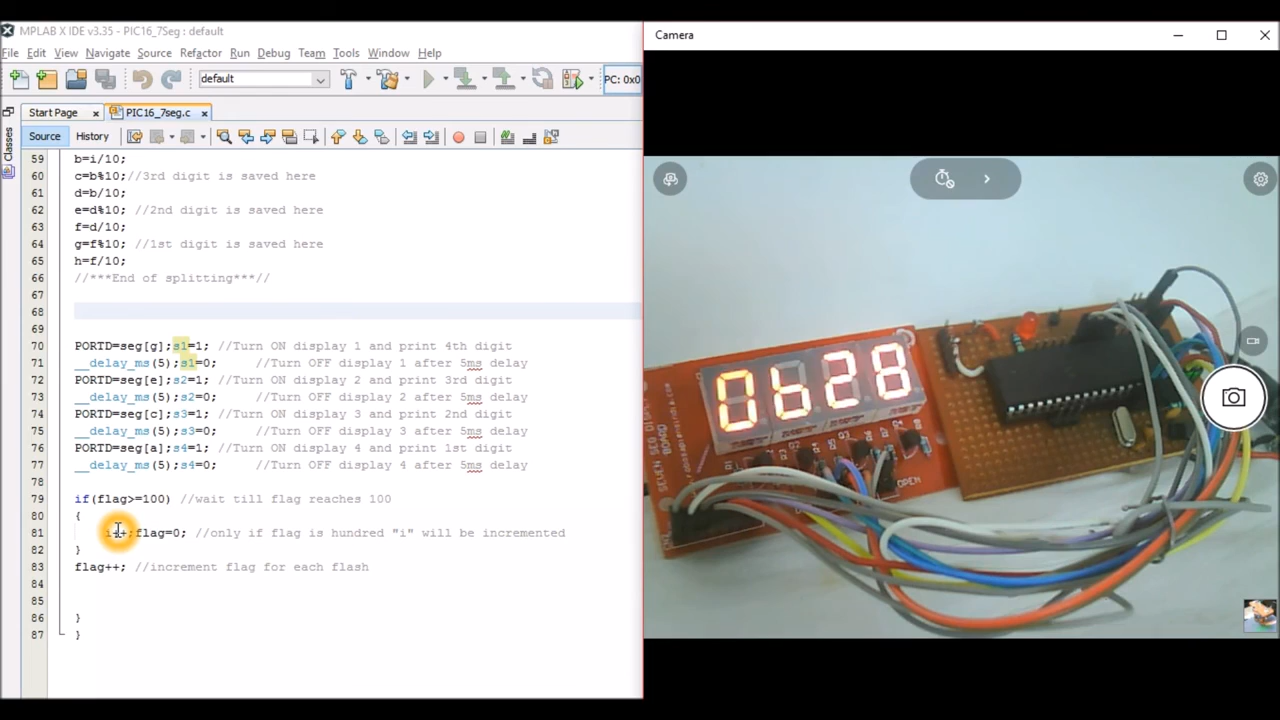 MPLAB X IDE v3.35 - PIC16_7Seg : default
File Edit View Navigate Source Refactor Run Debug Team Tools Window Help
default
PC: 0x0
Start Page x PIC16_7seg.c x
Source History
Classes
59 b=i/10;
60 c=b%10;//3rd digit is saved here
61 d=b/10;
62 e=d%10; //2nd digit is saved here
63 f=d/10;
64 g=f%10; //1st digit is saved here
65 h=f/10;
66 //***End of splitting***//
67
68
69
70 PORTD=seg[g];s1=1; //Turn ON display 1 and print 4th digit
71 __delay_ms(5);s1=0; //Turn OFF display 1 after 5ms delay
72 PORTD=seg[e];s2=1; //Turn ON display 2 and print 3rd digit
73 __delay_ms(5);s2=0; //Turn OFF display 2 after 5ms delay
74 PORTD=seg[c];s3=1; //Turn ON display 3 and print 2nd digit
75 __delay_ms(5);s3=0; //Turn OFF display 3 after 5ms delay
76 PORTD=seg[a];s4=1; //Turn ON display 4 and print 1st digit
77 __delay_ms(5);s4=0; //Turn OFF display 4 after 5ms delay
78
79 if(flag>=100) //wait till flag reaches 100
80 {
81 i++;flag=0; //only if flag is hundred "i" will be incremented
82 }
83 flag++; //increment flag for each flash
84
85
86 }
87 }
Camera
0628
SEVEN SEG DISPLAY
BOARD
OPEN